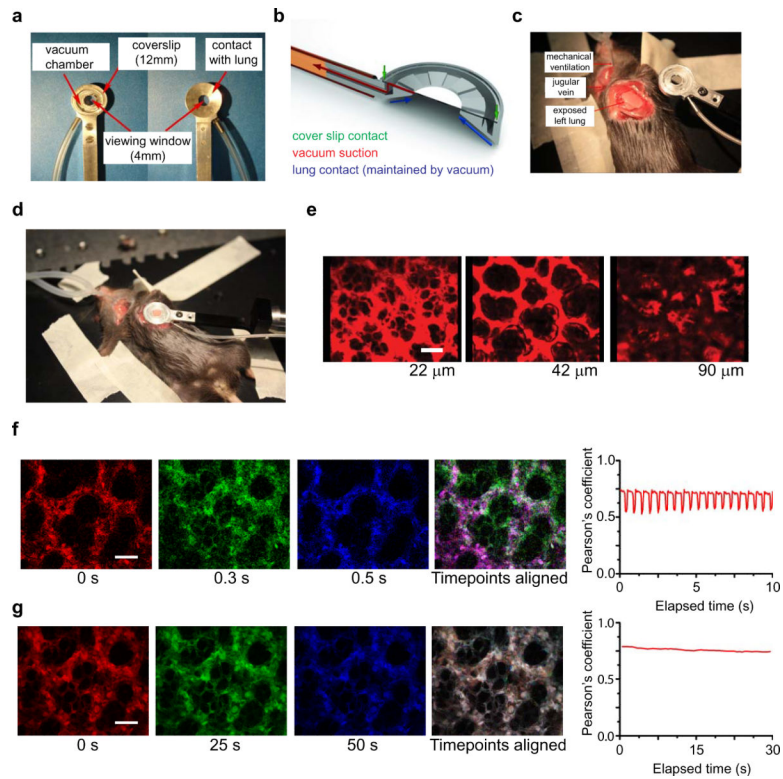 a
vacuum
chamber
coverslip
(12mm)
contact
with lung
viewing window
(4mm)
b
cover slip contact
vacuum suction
lung contact (maintained by vacuum)
c
mechanical
ventilation
jugular
vein
exposed
left lung
d
e
22 μm
42 μm
90 μm
f
0 s
0.3 s
0.5 s
Timepoints aligned
Pearson's coefficient
1.0
0.5
0.0
0
5
10
Elapsed time (s)
g
0 s
25 s
50 s
Timepoints aligned
Pearson's coefficient
1.0
0.5
0.0
0
15
30
Elapsed time (s)